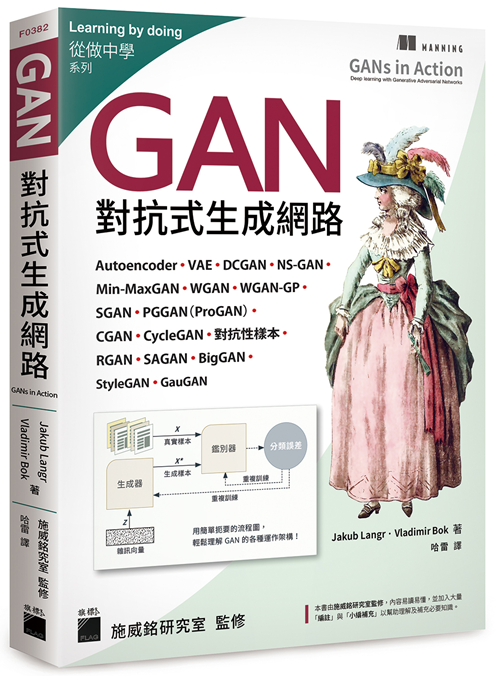 F0382
GAN
對抗式生成網路
GANs in Action
Jakub Langr
Vladimir Bok
著
哈雷 譯
施威銘研究室 監修
旗標
FLAG
Learning by doing
從做中學
系列
MANNING
GANs in Action
Deep learning with Generative Adversarial Networks
GAN
對抗式生成網路
Autoencoder • VAE • DCGAN • NS-GAN •
Min-MaxGAN • WGAN • WGAN-GP •
SGAN • PGGAN（ProGAN） •
CGAN • CycleGAN • 對抗性樣本 •
RGAN • SAGAN • BigGAN •
StyleGAN • GauGAN
X
真實樣本
鑑別器
分類誤差
X*
生成樣本
生成器
重複訓練
重複訓練
Z
雜訊向量
用簡單扼要的流程圖，
輕鬆理解 GAN 的各種運作架構！
Jakub Langr · Vladimir Bok 著
哈雷 譯
旗標
FLAG
施威銘研究室 監修
本書由施威銘研究室監修，內容易讀易懂，並加入大量
「編註」與「小編補充」以幫助理解及補充必要知識。